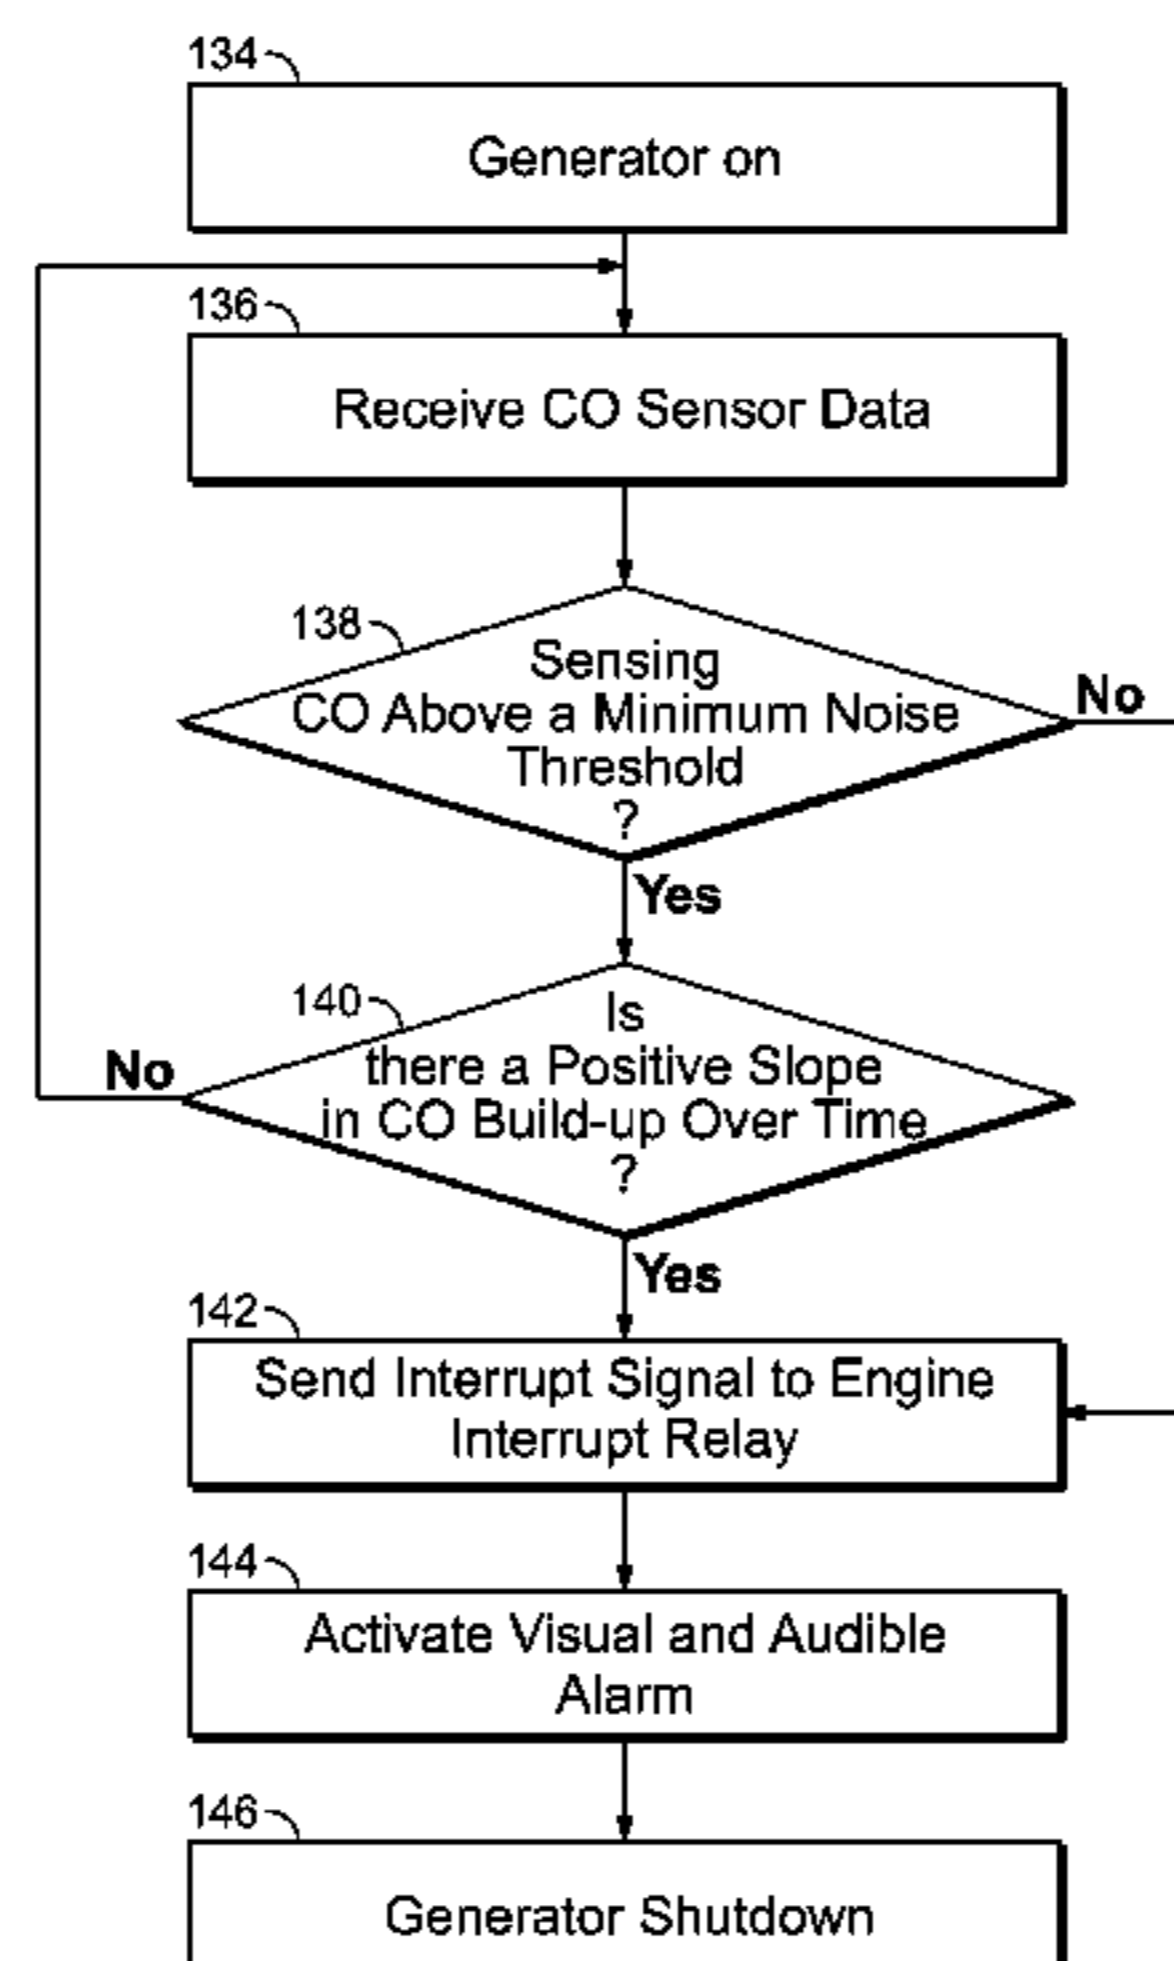 134
Generator on
136
Receive CO Sensor Data
138
Sensing
CO Above a Minimum Noise
Threshold
?
No
Yes
140
Is
there a Positive Slope
in CO Build-up Over Time
?
No
Yes
142
Send Interrupt Signal to Engine
Interrupt Relay
144
Activate Visual and Audible
Alarm
146
Generator Shutdown